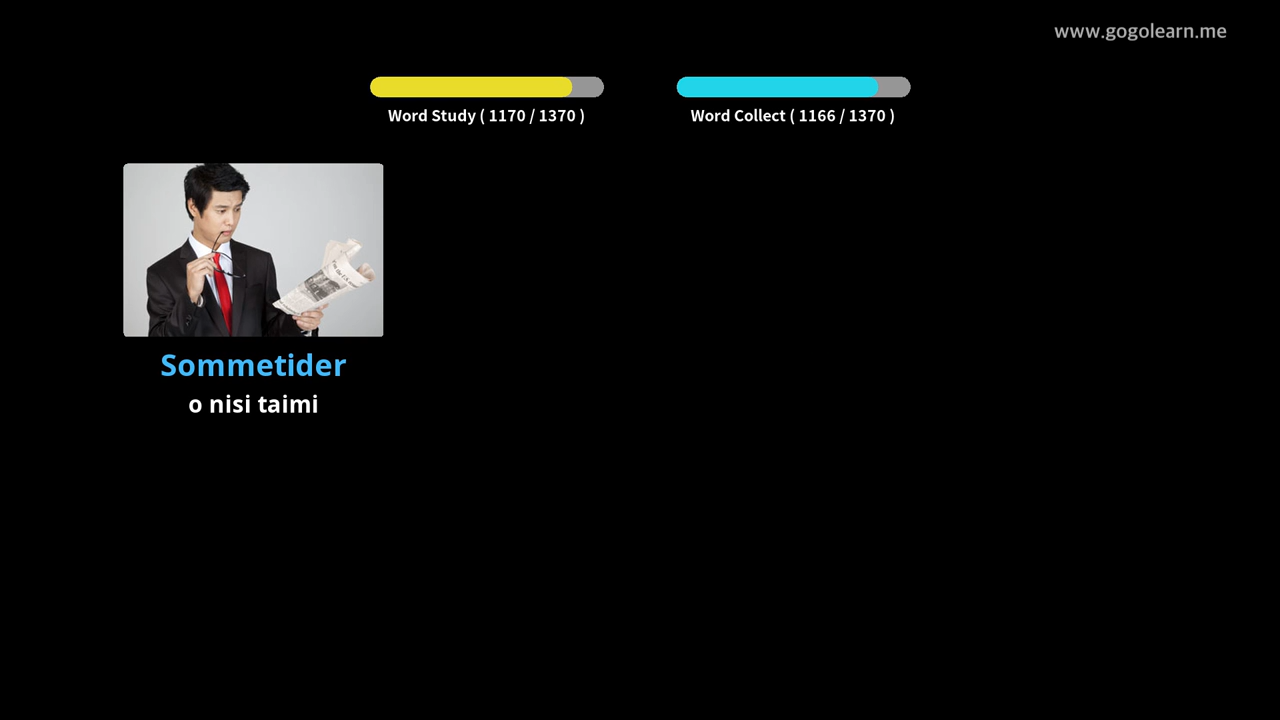 www.gogolearn.me
Word Study ( 1170 / 1370 )
Word Collect ( 1166 / 1370 )
Sommetider
o nisi taimi